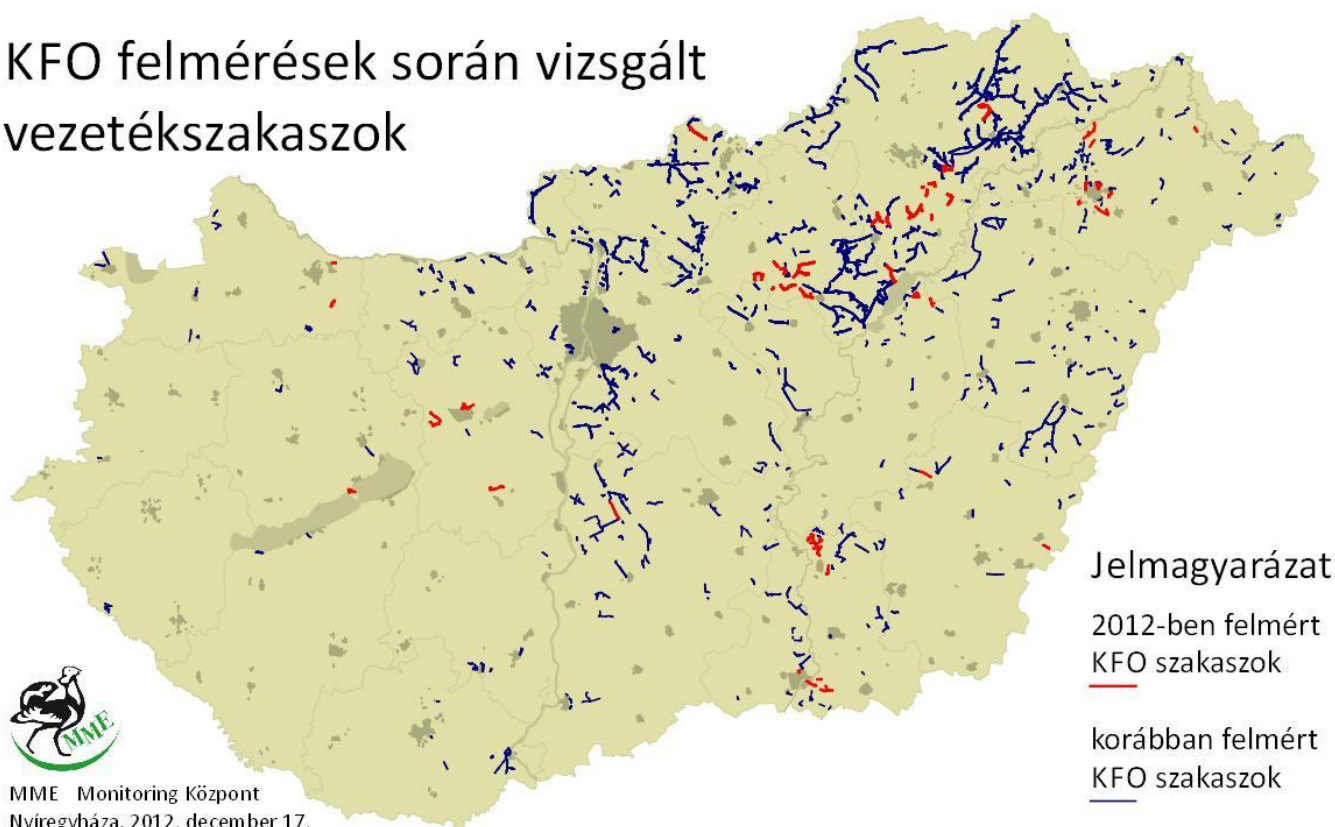 KFO felmérések során vizsgált
vezetékszakaszok
Jelmagyarázat
2012-ben felmért
KFO szakaszok
korábban felmért
KFO szakaszok
MME
MME Monitoring Központ
Nyíregyháza, 2012. december 17.